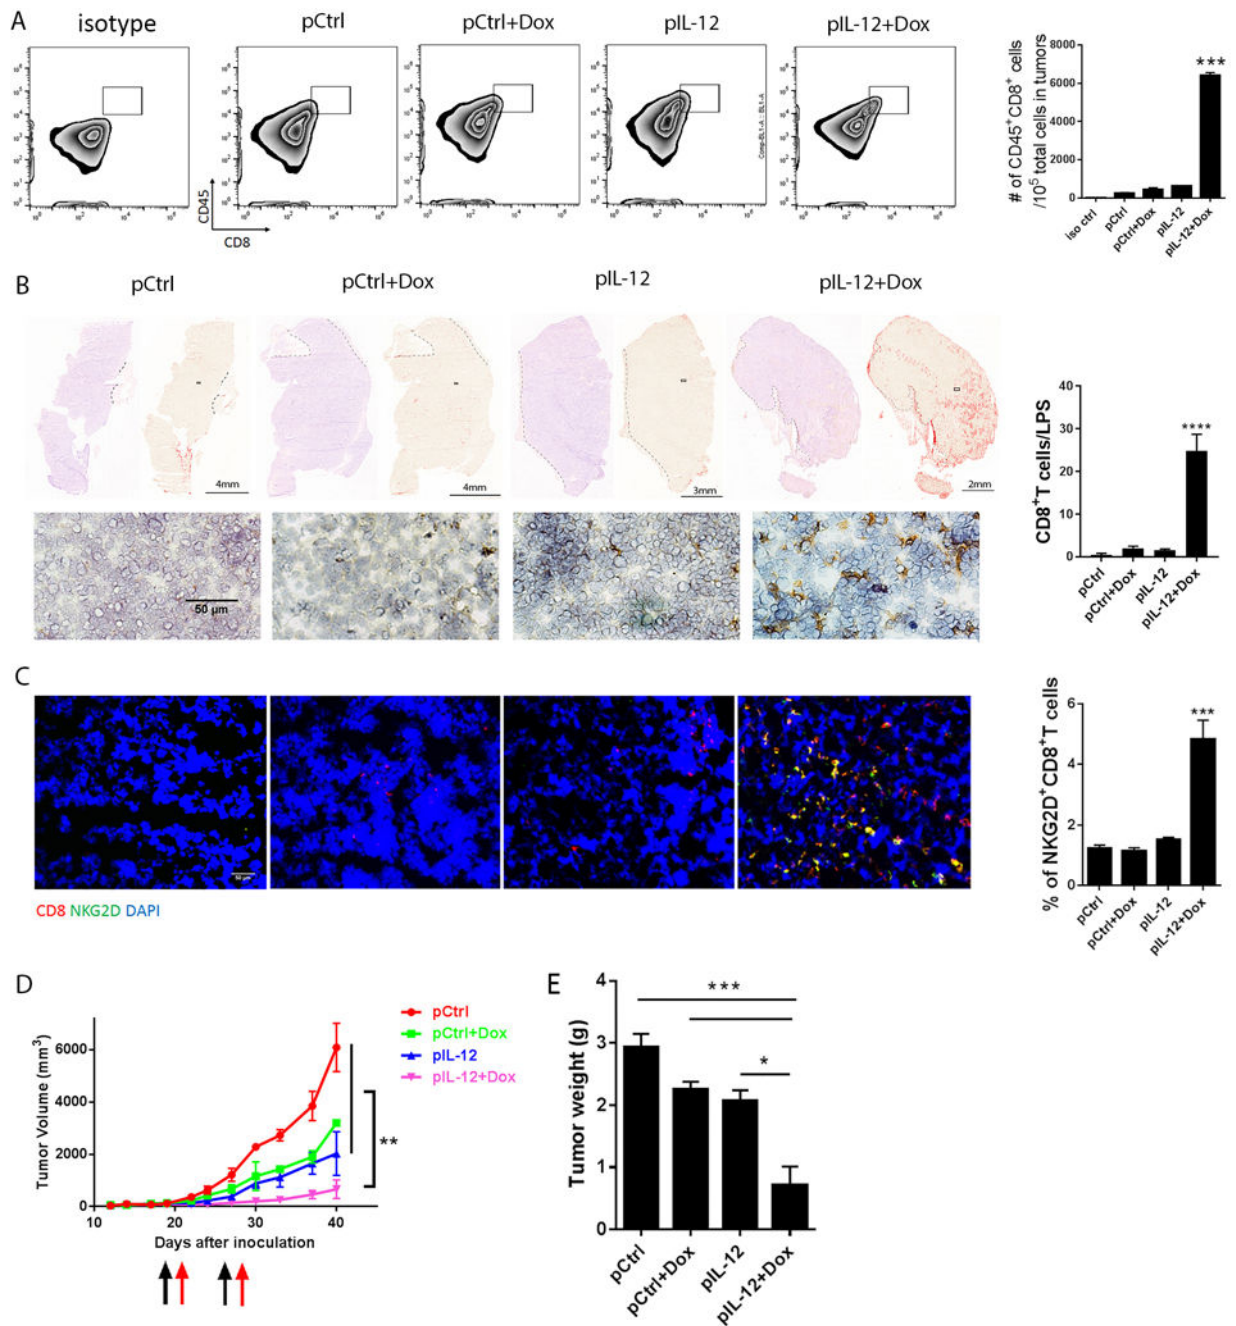 A
isotype
pCtrl
pCtrl+Dox
pIL-12
pIL-12+Dox
CD45
CD8
Comp-BL1-A :: BL1-A
# of CD45+CD8+ cells
/10^5 total cells in tumors
8000
6000
4000
2000
0
iso ctrl
pCtrl
pCtrl+Dox
pIL-12
pIL-12+Dox
***
B
pCtrl
pCtrl+Dox
pIL-12
pIL-12+Dox
4mm
4mm
3mm
2mm
50 µm
CD8+T cells/LPS
40
30
20
10
0
****
pCtrl
pCtrl+Dox
pIL-12
pIL-12+Dox
C
50 µm
CD8 NKG2D DAPI
% of NKG2D+CD8+T cells
6
4
2
0
***
pCtrl
pCtrl+Dox
pIL-12
pIL-12+Dox
D
Tumor Volume (mm3)
6000
4000
2000
0
10
20
30
40
Days after inoculation
pCtrl
pCtrl+Dox
pIL-12
pIL-12+Dox
**
E
Tumor weight (g)
4
3
2
1
0
***
*
pCtrl
pCtrl+Dox
pIL-12
pIL-12+Dox